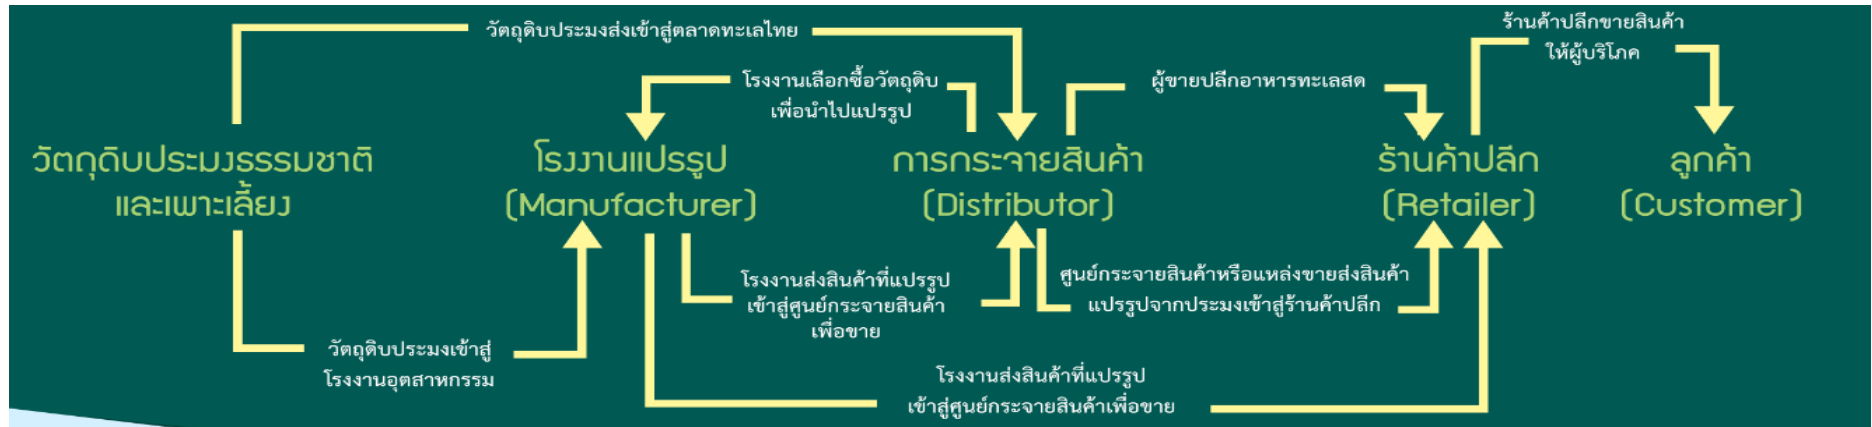 วัตถุดิบประมงส่งเข้าสู่ตลาดทะเลไทย
ร้านค้าปลีกขายสินค้า
ให้ผู้บริโภค
โรงงานเลือกซื้อวัตถุดิบ
เพื่อนำไปแปรรูป
ผู้ขายปลีกอาหารทะเลสด
วัตถุดิบประมงธรรมชาติ
และเพาะเลี้ยง
โรงงานแปรรูป
(Manufacturer)
การกระจายสินค้า
(Distributor)
ร้านค้าปลีก
(Retailer)
ลูกค้า
(Customer)
โรงงานส่งสินค้าที่แปรรูป
เข้าสู่ศูนย์กระจายสินค้า
เพื่อขาย
ศูนย์กระจายสินค้าหรือแหล่งขายส่งสินค้า
แปรรูปจากประมงเข้าสู่ร้านค้าปลีก
วัตถุดิบประมงเข้าสู่
โรงงานอุตสาหกรรม
โรงงานส่งสินค้าที่แปรรูป
เข้าสู่ศูนย์กระจายสินค้าเพื่อขาย